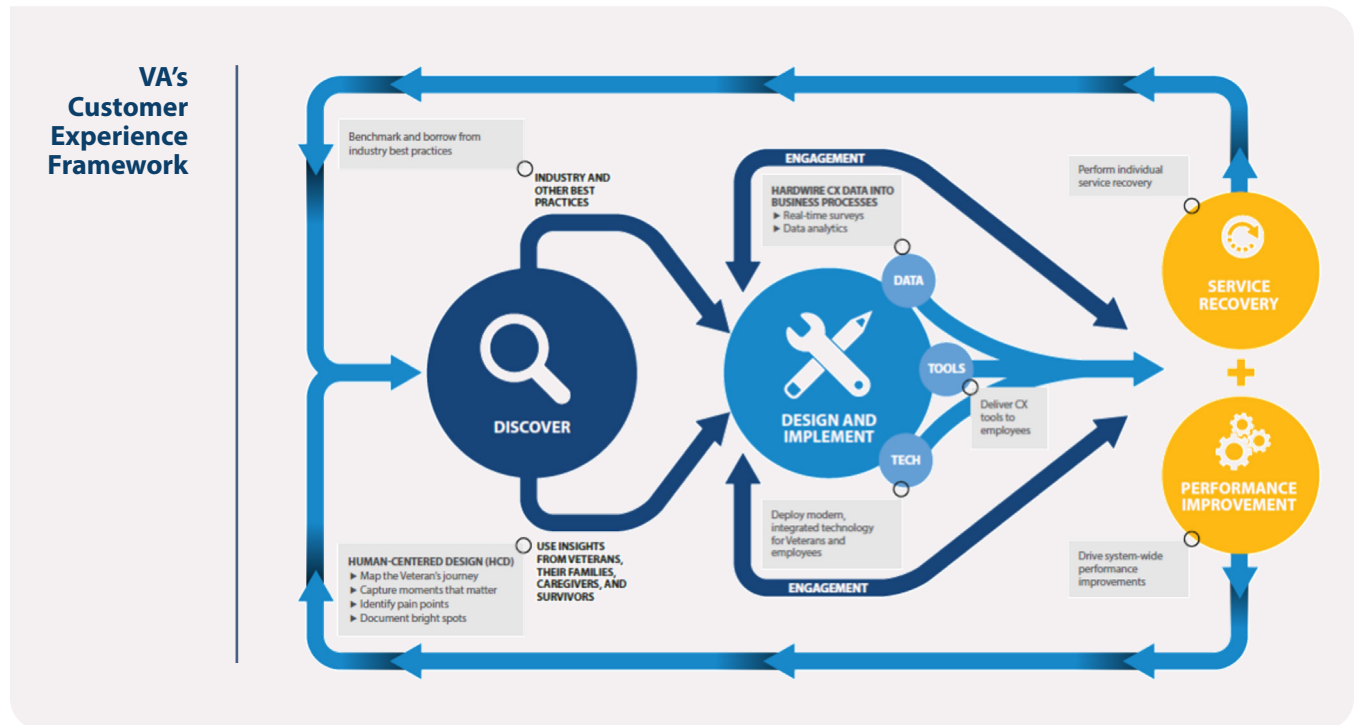 VA's
Customer
Experience
Framework
Benchmark and borrow from
industry best practices
INDUSTRY AND
OTHER BEST
PRACTICES
DISCOVER
HUMAN-CENTERED DESIGN (HCD)
► Map the Veteran's journey
► Capture moments that matter
► Identify pain points
► Document bright spots
USE INSIGHTS
FROM VETERANS,
THEIR FAMILIES,
CAREGIVERS, AND
SURVIVORS
ENGAGEMENT
HARDWIRE CX DATA INTO
BUSINESS PROCESSES
► Real-time surveys
► Data analytics
DATA
TOOLS
TECH
DESIGN AND
IMPLEMENT
Deliver CX
tools to
employees
Deploy modern,
integrated technology
for Veterans and
employees
ENGAGEMENT
Perform individual
service recovery
SERVICE
RECOVERY
+
PERFORMANCE
IMPROVEMENT
Drive system-wide
performance
improvements